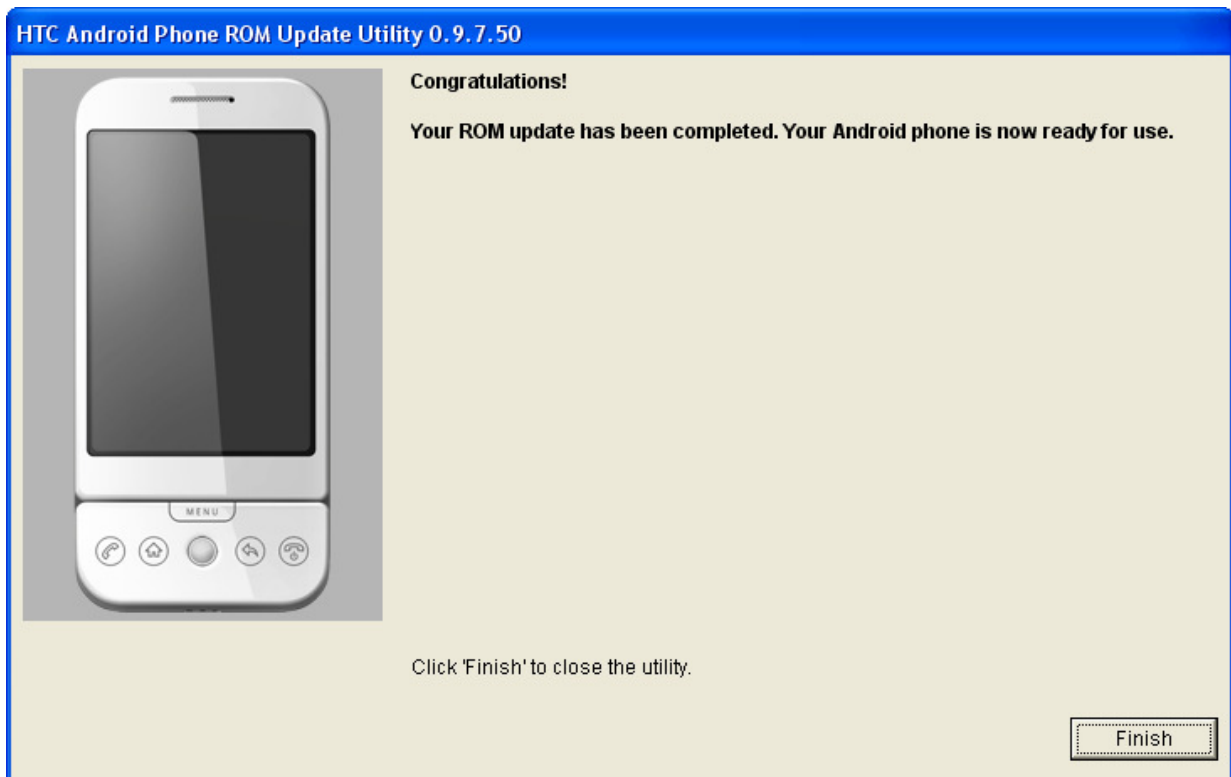 HTC Android Phone ROM Update Utility 0.9.7.50
Congratulations!
Your ROM update has been completed. Your Android phone is now ready for use.
MENU
Click 'Finish' to close the utility.
Finish